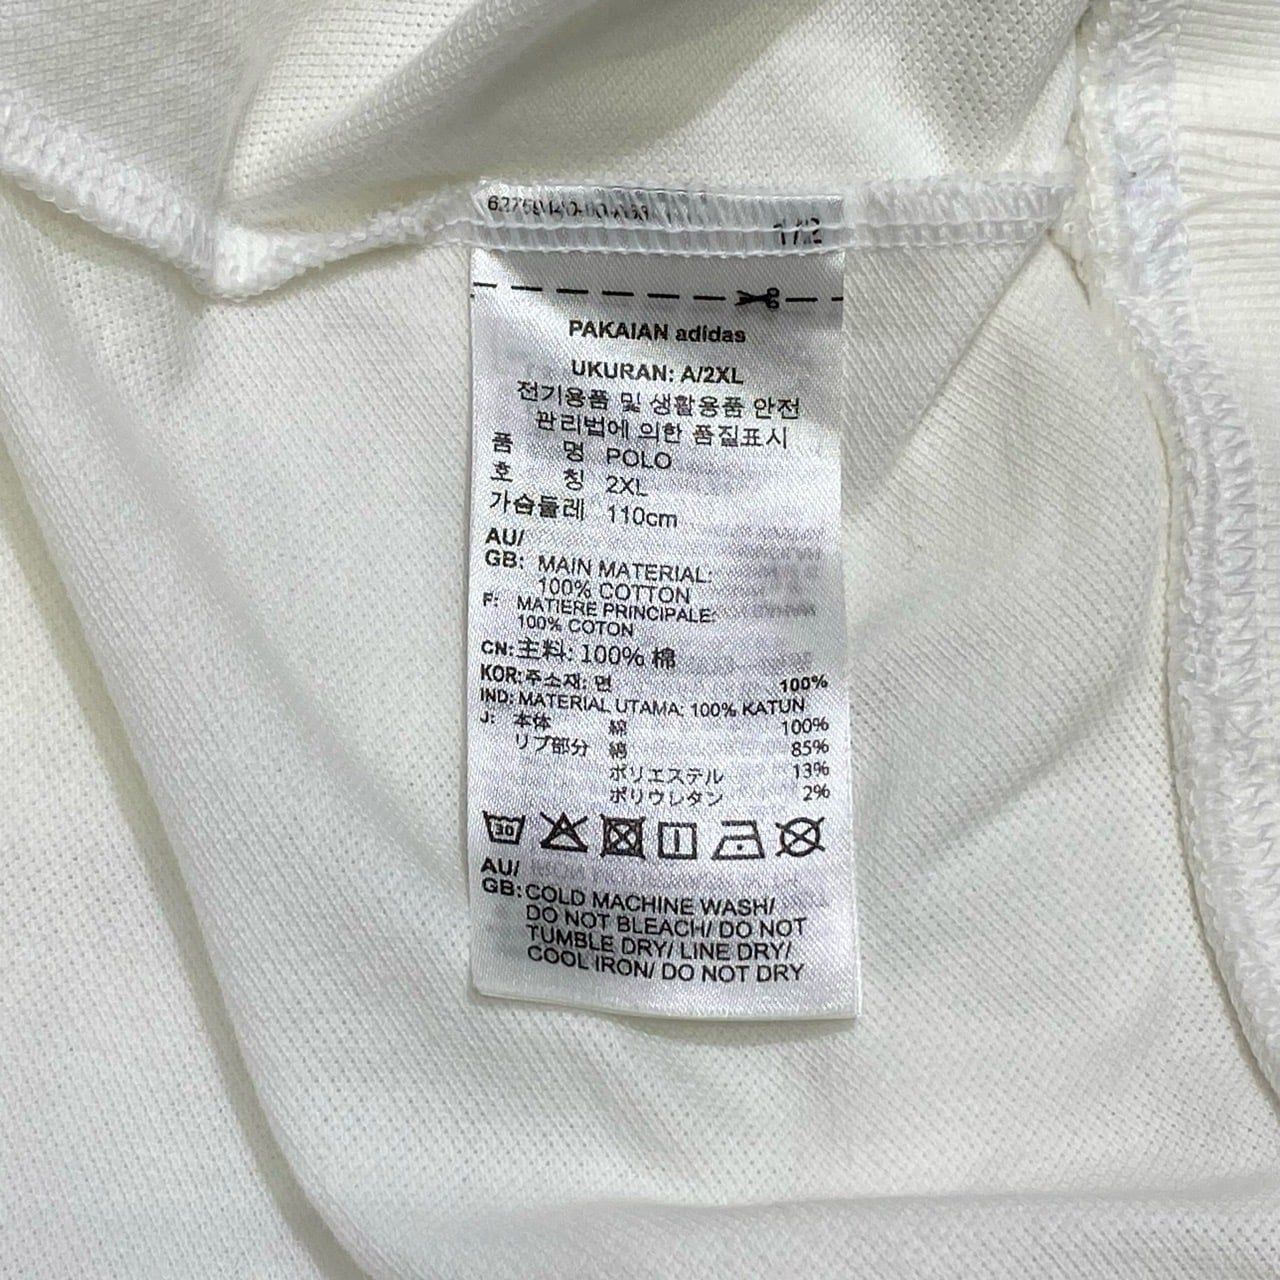 1/2
PAKAIAN adidas
UKURAN: A/2XL
전기용품 및 생활용품 안전
관리법에 의한 품질표시
품 명 POLO
호 칭 2XL
가슴둘레 110cm
AU/
GB: MAIN MATERIAL:
100% COTTON
F: MATIERE PRINCIPALE:
100% COTON
CN: 主料: 100% 棉
KOR: 주소재: 면 100%
IND: MATERIAL UTAMA: 100% KATUN
J: 本体 綿 100%
リブ部分 綿 85%
ポリエステル 13%
ポリウレタン 2%
30
AU/
GB: COLD MACHINE WASH/
DO NOT BLEACH/ DO NOT
TUMBLE DRY/ LINE DRY/
COOL IRON/ DO NOT DRY